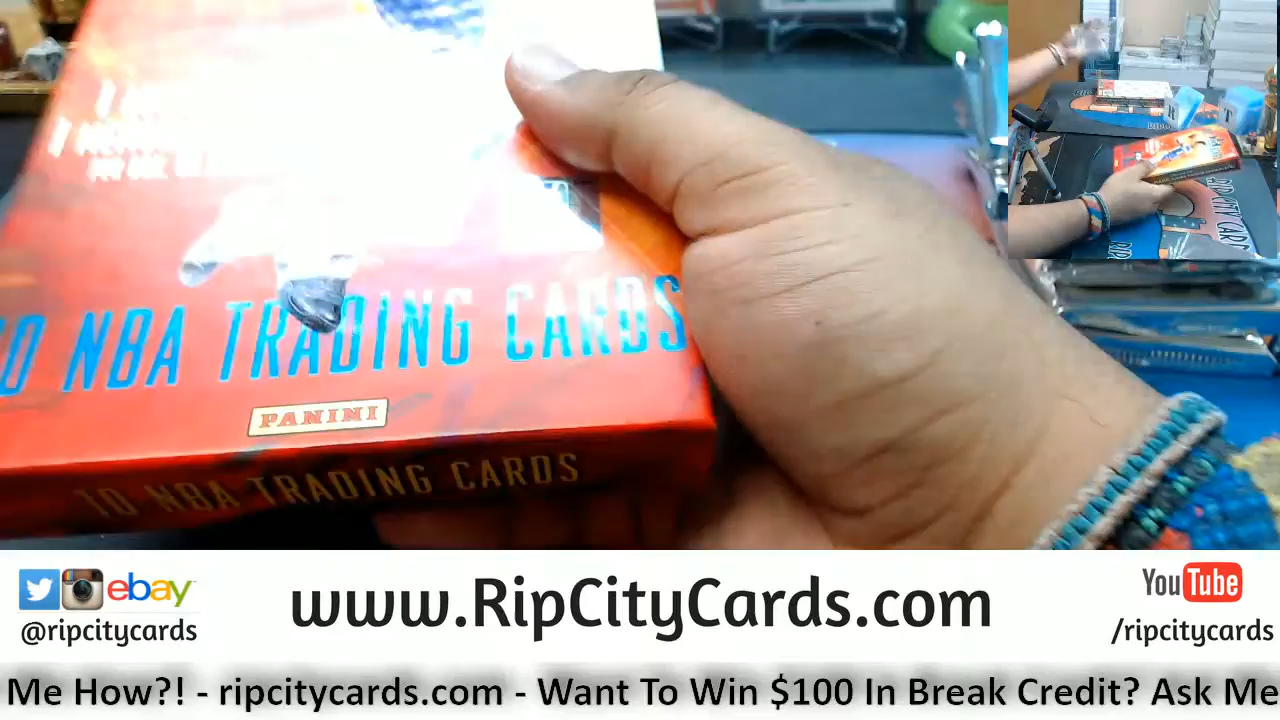 10 NBA TRADING CARDS
PANINI
10 NBA TRADING CARDS
ebay
@ripcitycards
www.RipCityCards.com
YouTube
/ripcitycards
Me How?! - ripcitycards.com - Want To Win $100 In Break Credit? Ask Me